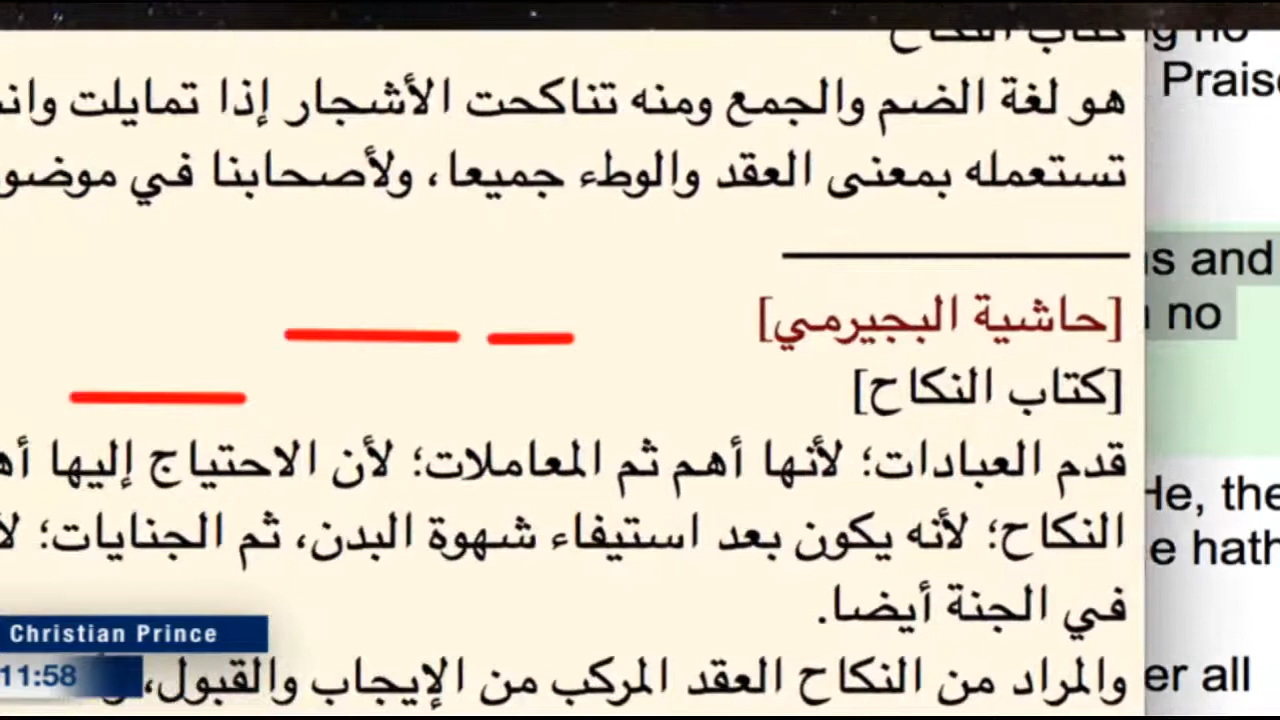 كتاب النكاح
هو لغة الضم والجمع ومنه تناكحت الأشجار إذا تمايلت
تستعمله بمعنى العقد والوطء جميعا، ولأصحابنا في
[حاشية البجيرمي]
[كتاب النكاح]
قدم العبادات؛ لأنها أهم ثم المعاملات؛ لأن الاحتياج إليها
النكاح؛ لأنه يكون بعد استيفاء شهوة البدن، ثم الجنايات؛
في الجنة أيضا.
والمراد من النكاح العقد المركب من الإيجاب والقبول،
no
Praise
s and
no
He, the
e hath
er all
Christian Prince
11:58